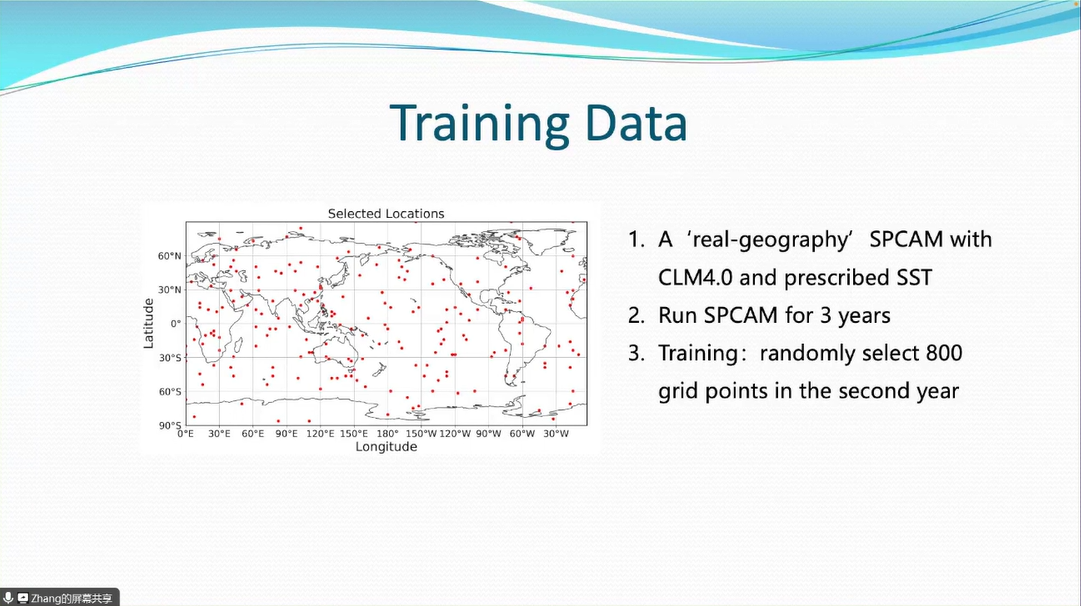 Training Data
Selected Locations
60°N
30°N
0°
30°S
60°S
90°S
0°E 30°E 60°E 90°E 120°E 150°E 180° 150°W 120°W 90°W 60°W 30°W
Latitude
Longitude
1. A ‘real-geography’ SPCAM with
CLM4.0 and prescribed SST
2. Run SPCAM for 3 years
3. Training: randomly select 800
grid points in the second year
Zhang的屏幕共享